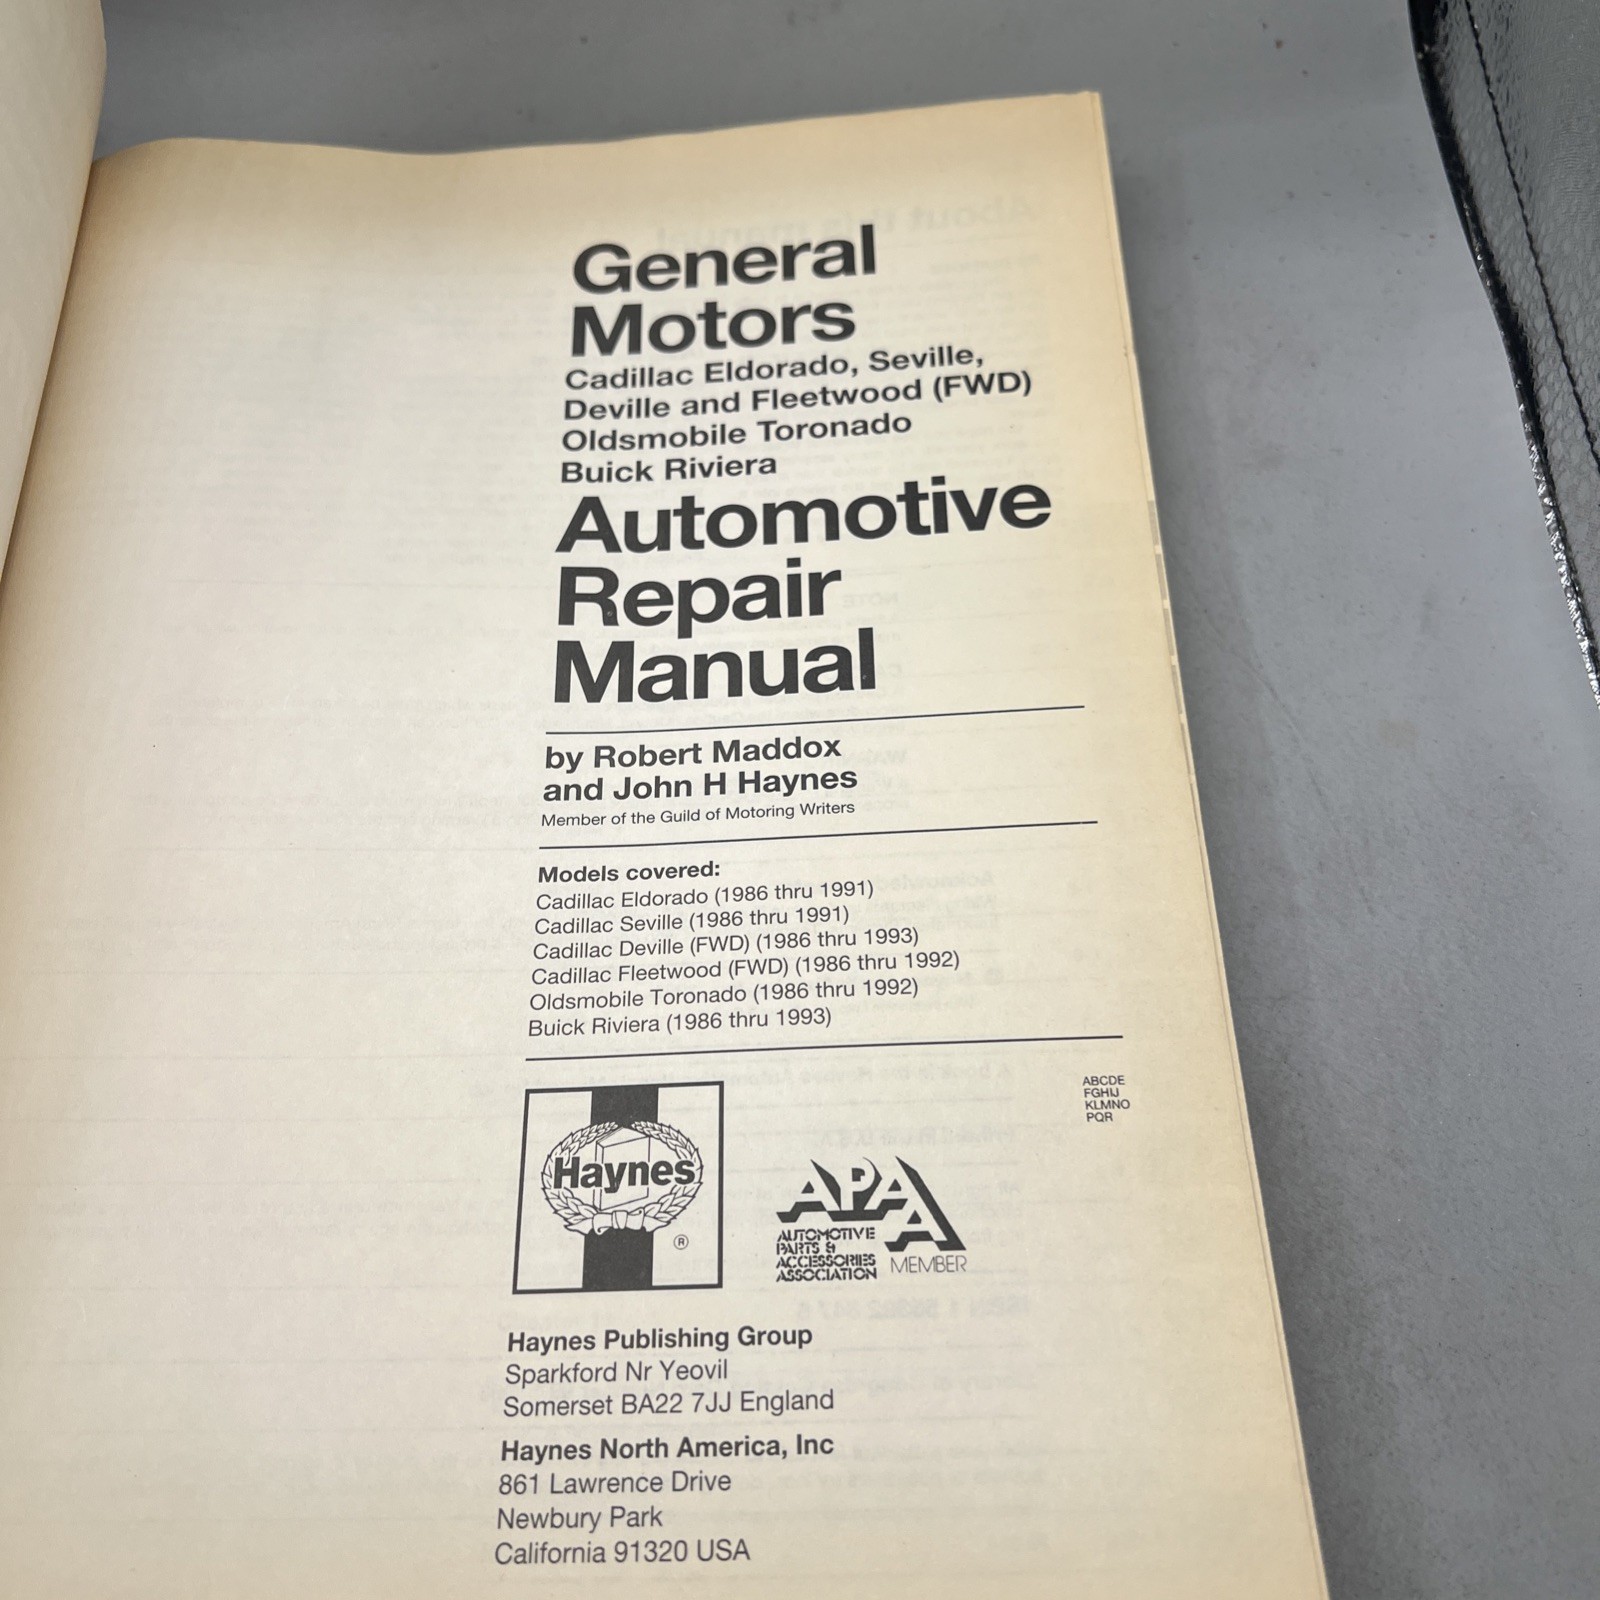 General
Motors
Cadillac Eldorado, Seville,
Deville and Fleetwood (FWD)
Oldsmobile Toronado
Buick Riviera
Automotive
Repair
Manual
by Robert Maddox
and John H Haynes
Member of the Guild of Motoring Writers
Models covered:
Cadillac Eldorado (1986 thru 1991)
Cadillac Seville (1986 thru 1991)
Cadillac Deville (FWD) (1986 thru 1993)
Cadillac Fleetwood (FWD) (1986 thru 1992)
Oldsmobile Toronado (1986 thru 1992)
Buick Riviera (1986 thru 1993)
ABCDE
FGHIJ
KLMNO
PQR
Haynes
®
APAA
AUTOMOTIVE
PARTS &
ACCESSORIES
ASSOCIATION
MEMBER
Haynes Publishing Group
Sparkford Nr Yeovil
Somerset BA22 7JJ England
Haynes North America, Inc
861 Lawrence Drive
Newbury Park
California 91320 USA